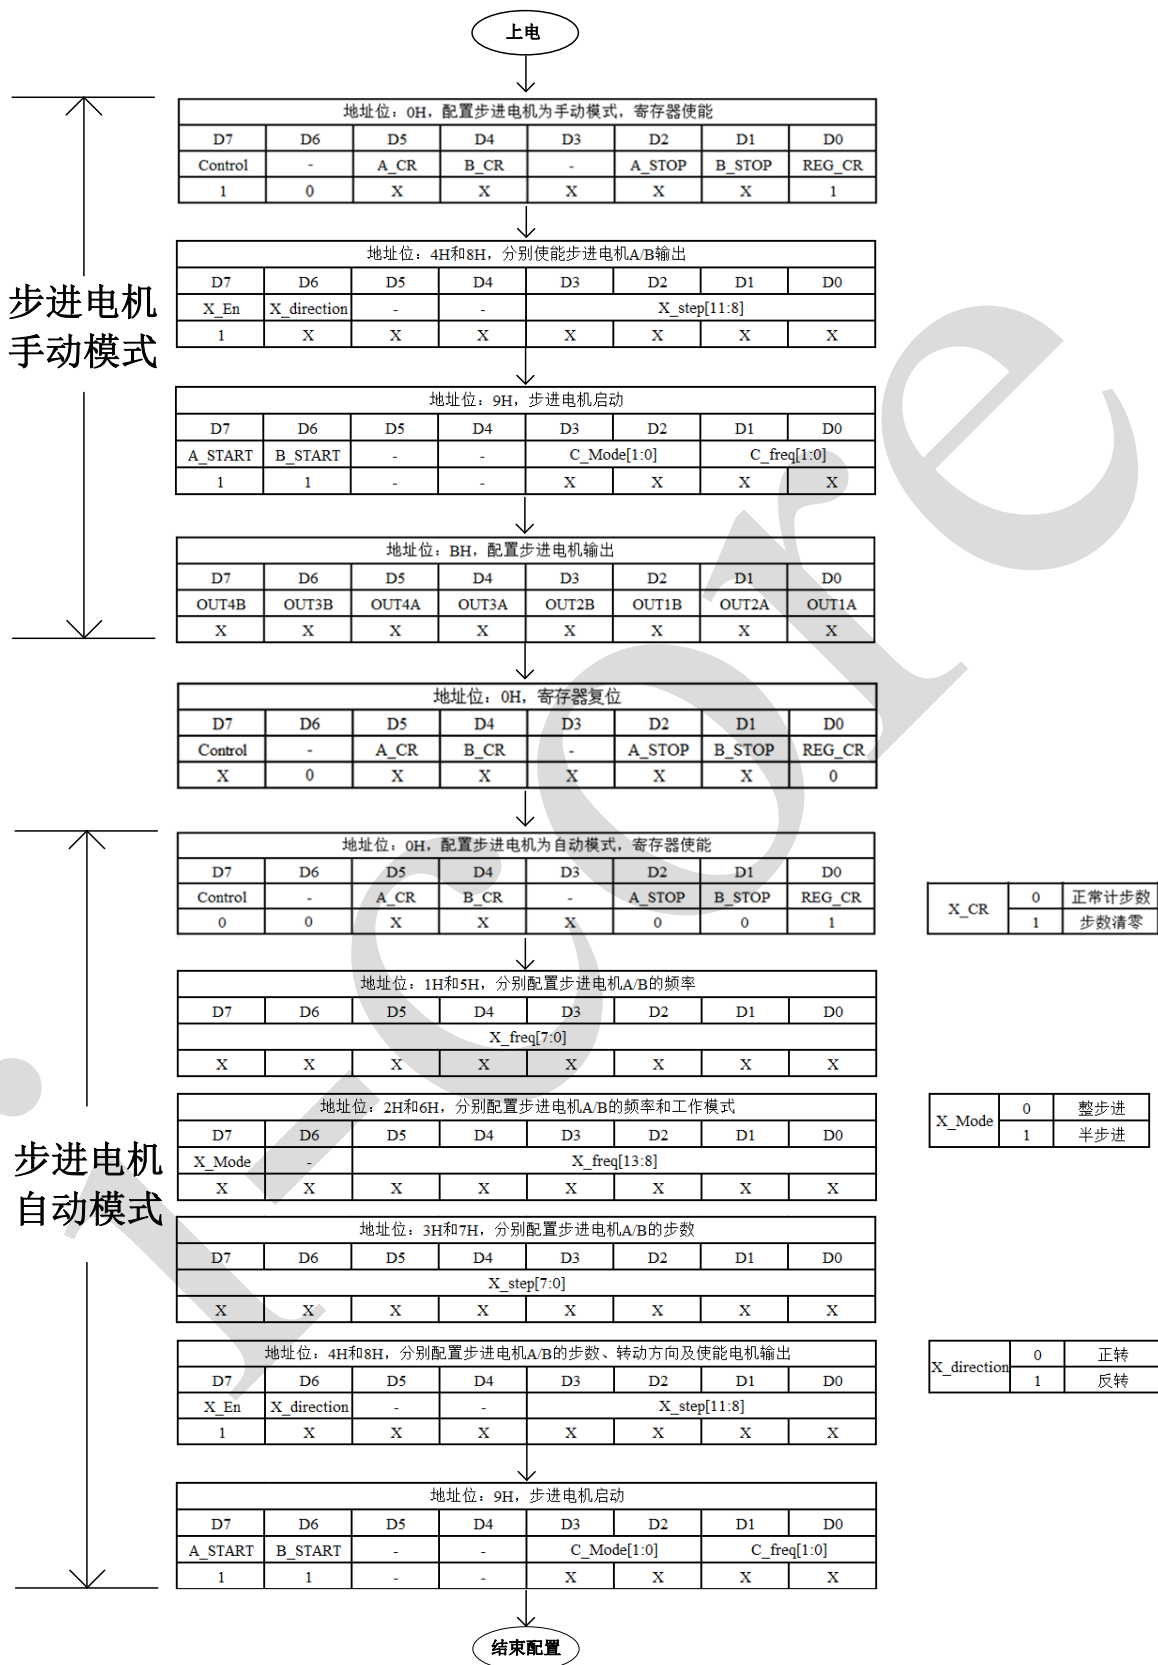 上电
地址位：0H，配置步进电机为手动模式，寄存器使能
D7 D6 D5 D4 D3 D2 D1 D0
Control - A_CR B_CR - A_STOP B_STOP REG_CR
1 0 X X X X X 1
地址位：4H和8H，分别使能步进电机A/B输出
D7 D6 D5 D4 D3 D2 D1 D0
X_En X_direction - - X_step[11:8]
1 X X X X X X X
步进电机
手动模式
地址位：9H，步进电机启动
D7 D6 D5 D4 D3 D2 D1 D0
A_START B_START - - C_Mode[1:0] C_freq[1:0]
1 1 - - X X X X
地址位：BH，配置步进电机输出
D7 D6 D5 D4 D3 D2 D1 D0
OUT4B OUT3B OUT4A OUT3A OUT2B OUT1B OUT2A OUT1A
X X X X X X X X
地址位：0H，寄存器复位
D7 D6 D5 D4 D3 D2 D1 D0
Control - A_CR B_CR - A_STOP B_STOP REG_CR
X 0 X X X X X 0
地址位：0H，配置步进电机为自动模式，寄存器使能
D7 D6 D5 D4 D3 D2 D1 D0
Control - A_CR B_CR - A_STOP B_STOP REG_CR
0 0 X X X 0 0 1
X_CR 0 正常计步数
1 步数清零
地址位：1H和5H，分别配置步进电机A/B的频率
D7 D6 D5 D4 D3 D2 D1 D0
X_freq[7:0]
X X X X X X X X
地址位：2H和6H，分别配置步进电机A/B的频率和工作模式
D7 D6 D5 D4 D3 D2 D1 D0
X_Mode - X_freq[13:8]
X X X X X X X X
X_Mode 0 整步进
1 半步进
步进电机
自动模式
地址位：3H和7H，分别配置步进电机A/B的步数
D7 D6 D5 D4 D3 D2 D1 D0
X_step[7:0]
X X X X X X X X
地址位：4H和8H，分别配置步进电机A/B的步数、转动方向及使能电机输出
D7 D6 D5 D4 D3 D2 D1 D0
X_En X_direction - - X_step[11:8]
1 X X X X X X X
X_direction 0 正转
1 反转
地址位：9H，步进电机启动
D7 D6 D5 D4 D3 D2 D1 D0
A_START B_START - - C_Mode[1:0] C_freq[1:0]
1 1 - - X X X X
结束配置
i-core